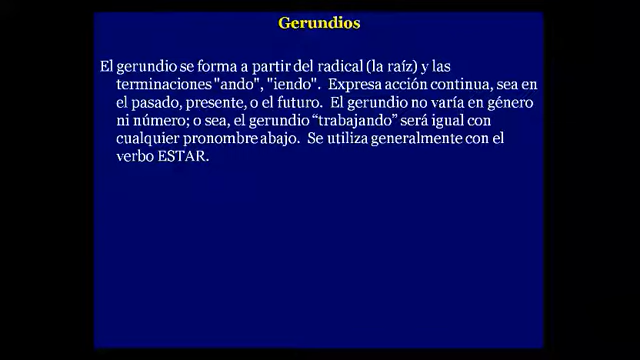 Gerundios
El gerundio se forma a partir del radical (la raíz) y las
terminaciones "ando", "iendo".  Expresa acción continua, sea en
el pasado, presente, o el futuro.  El gerundio no varía en género
ni número; o sea, el gerundio “trabajando” será igual con
cualquier pronombre abajo.  Se utiliza generalmente con el
verbo ESTAR.